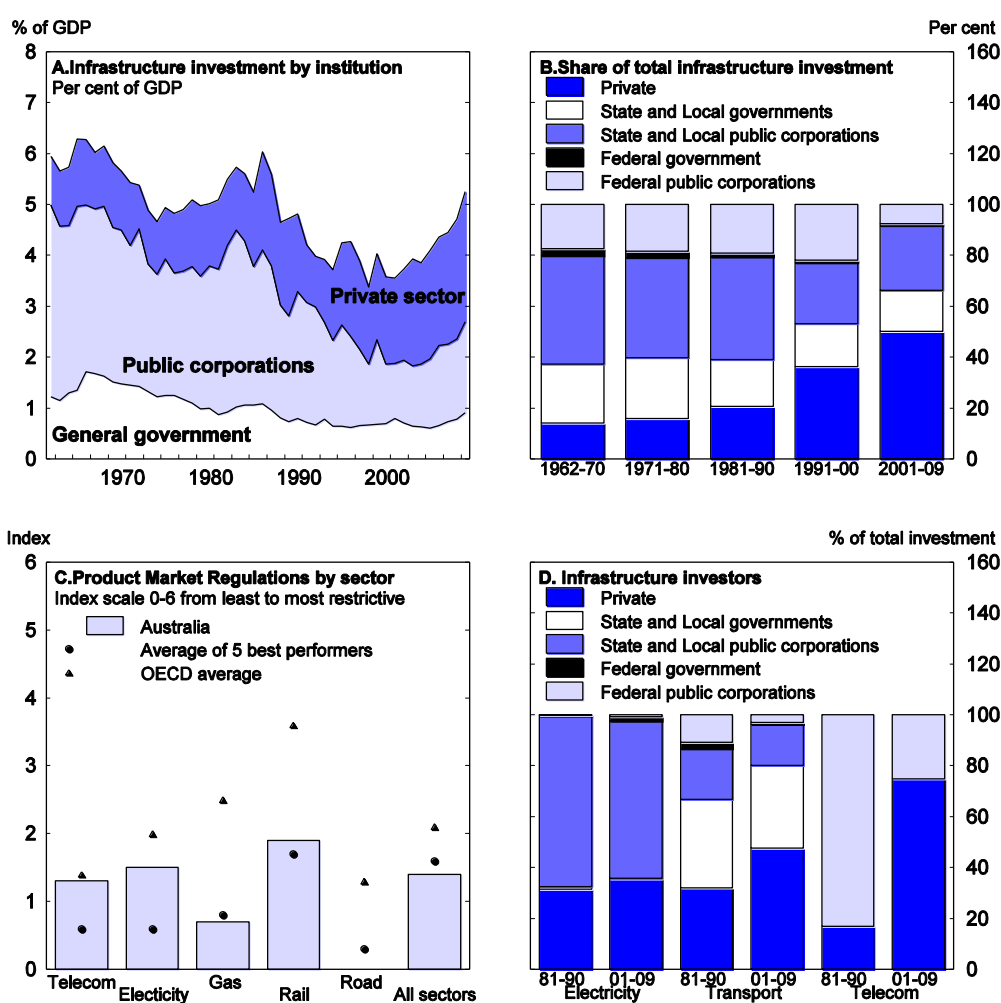 % of GDP
8
7
6
5
4
3
2
1
0
A.Infrastructure investment by institution
Per cent of GDP
Private sector
Public corporations
General government
1970 1980 1990 2000
Per cent
160
140
120
100
80
60
40
20
0
B.Share of total infrastructure investment
Private
State and Local governments
State and Local public corporations
Federal government
Federal public corporations
1962-70 1971-80 1981-90 1991-00 2001-09
Index
6
5
4
3
2
1
0
C.Product Market Regulations by sector
Index scale 0-6 from least to most restrictive
Australia
Average of 5 best performers
OECD average
Telecom Electicity Gas Rail Road All sectors
% of total investment
160
140
120
100
80
60
40
20
0
D. Infrastructure investors
Private
State and Local governments
State and Local public corporations
Federal government
Federal public corporations
81-90 01-09 81-90 01-09 81-90 01-09
Electricity Transport Telecom